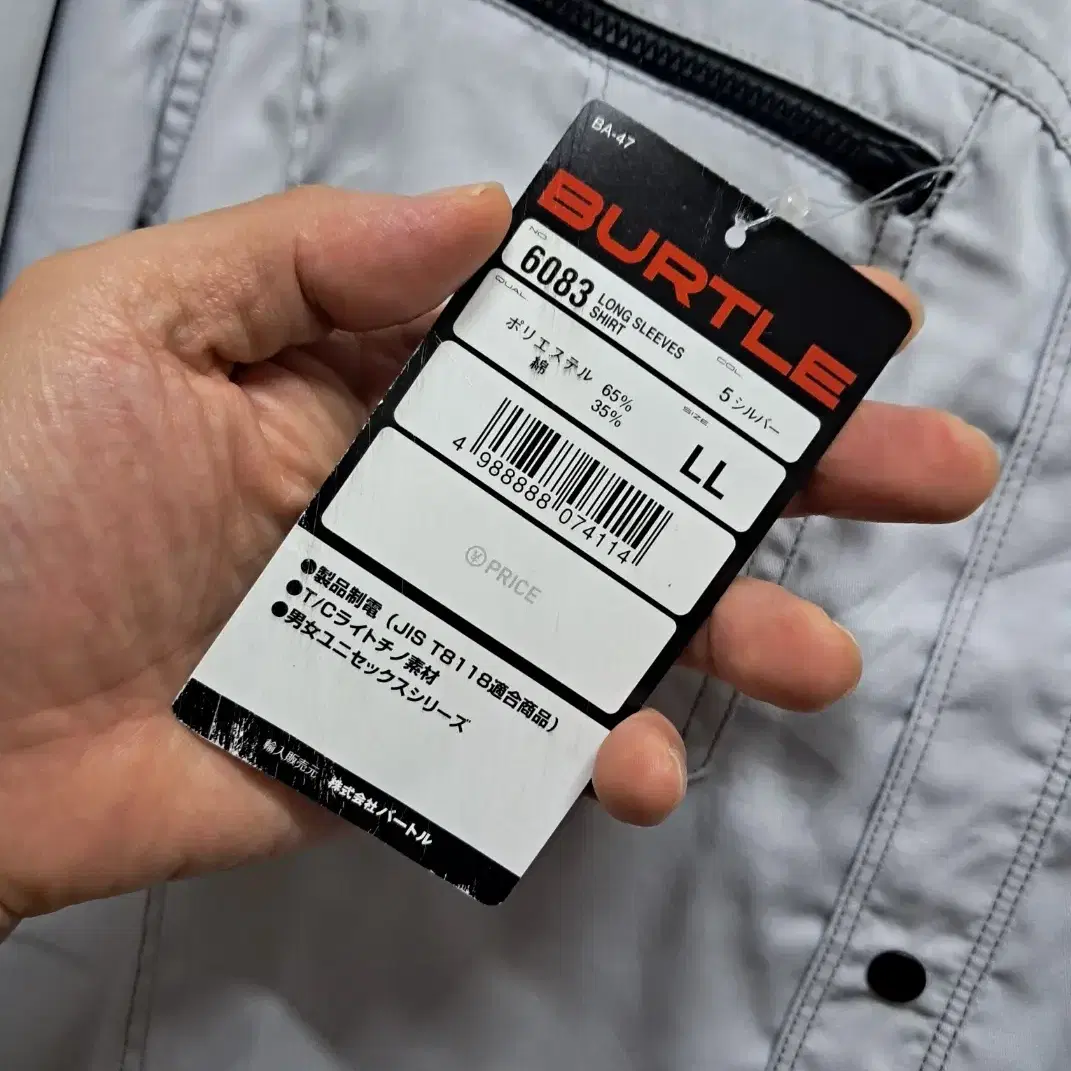 BA-47
BURTLE
NO
6083 LONG SLEEVES SHIRT
COL
5 シルバー
QUAL
ポリエステル 65%
綿 35%
SIZE
LL
4 988888 074114
¥ PRICE
●製品制電（JIS T8118適合商品）
●T/Cライトチノ素材
●男女ユニセックスシリーズ
輸入販売元 株式会社バートル